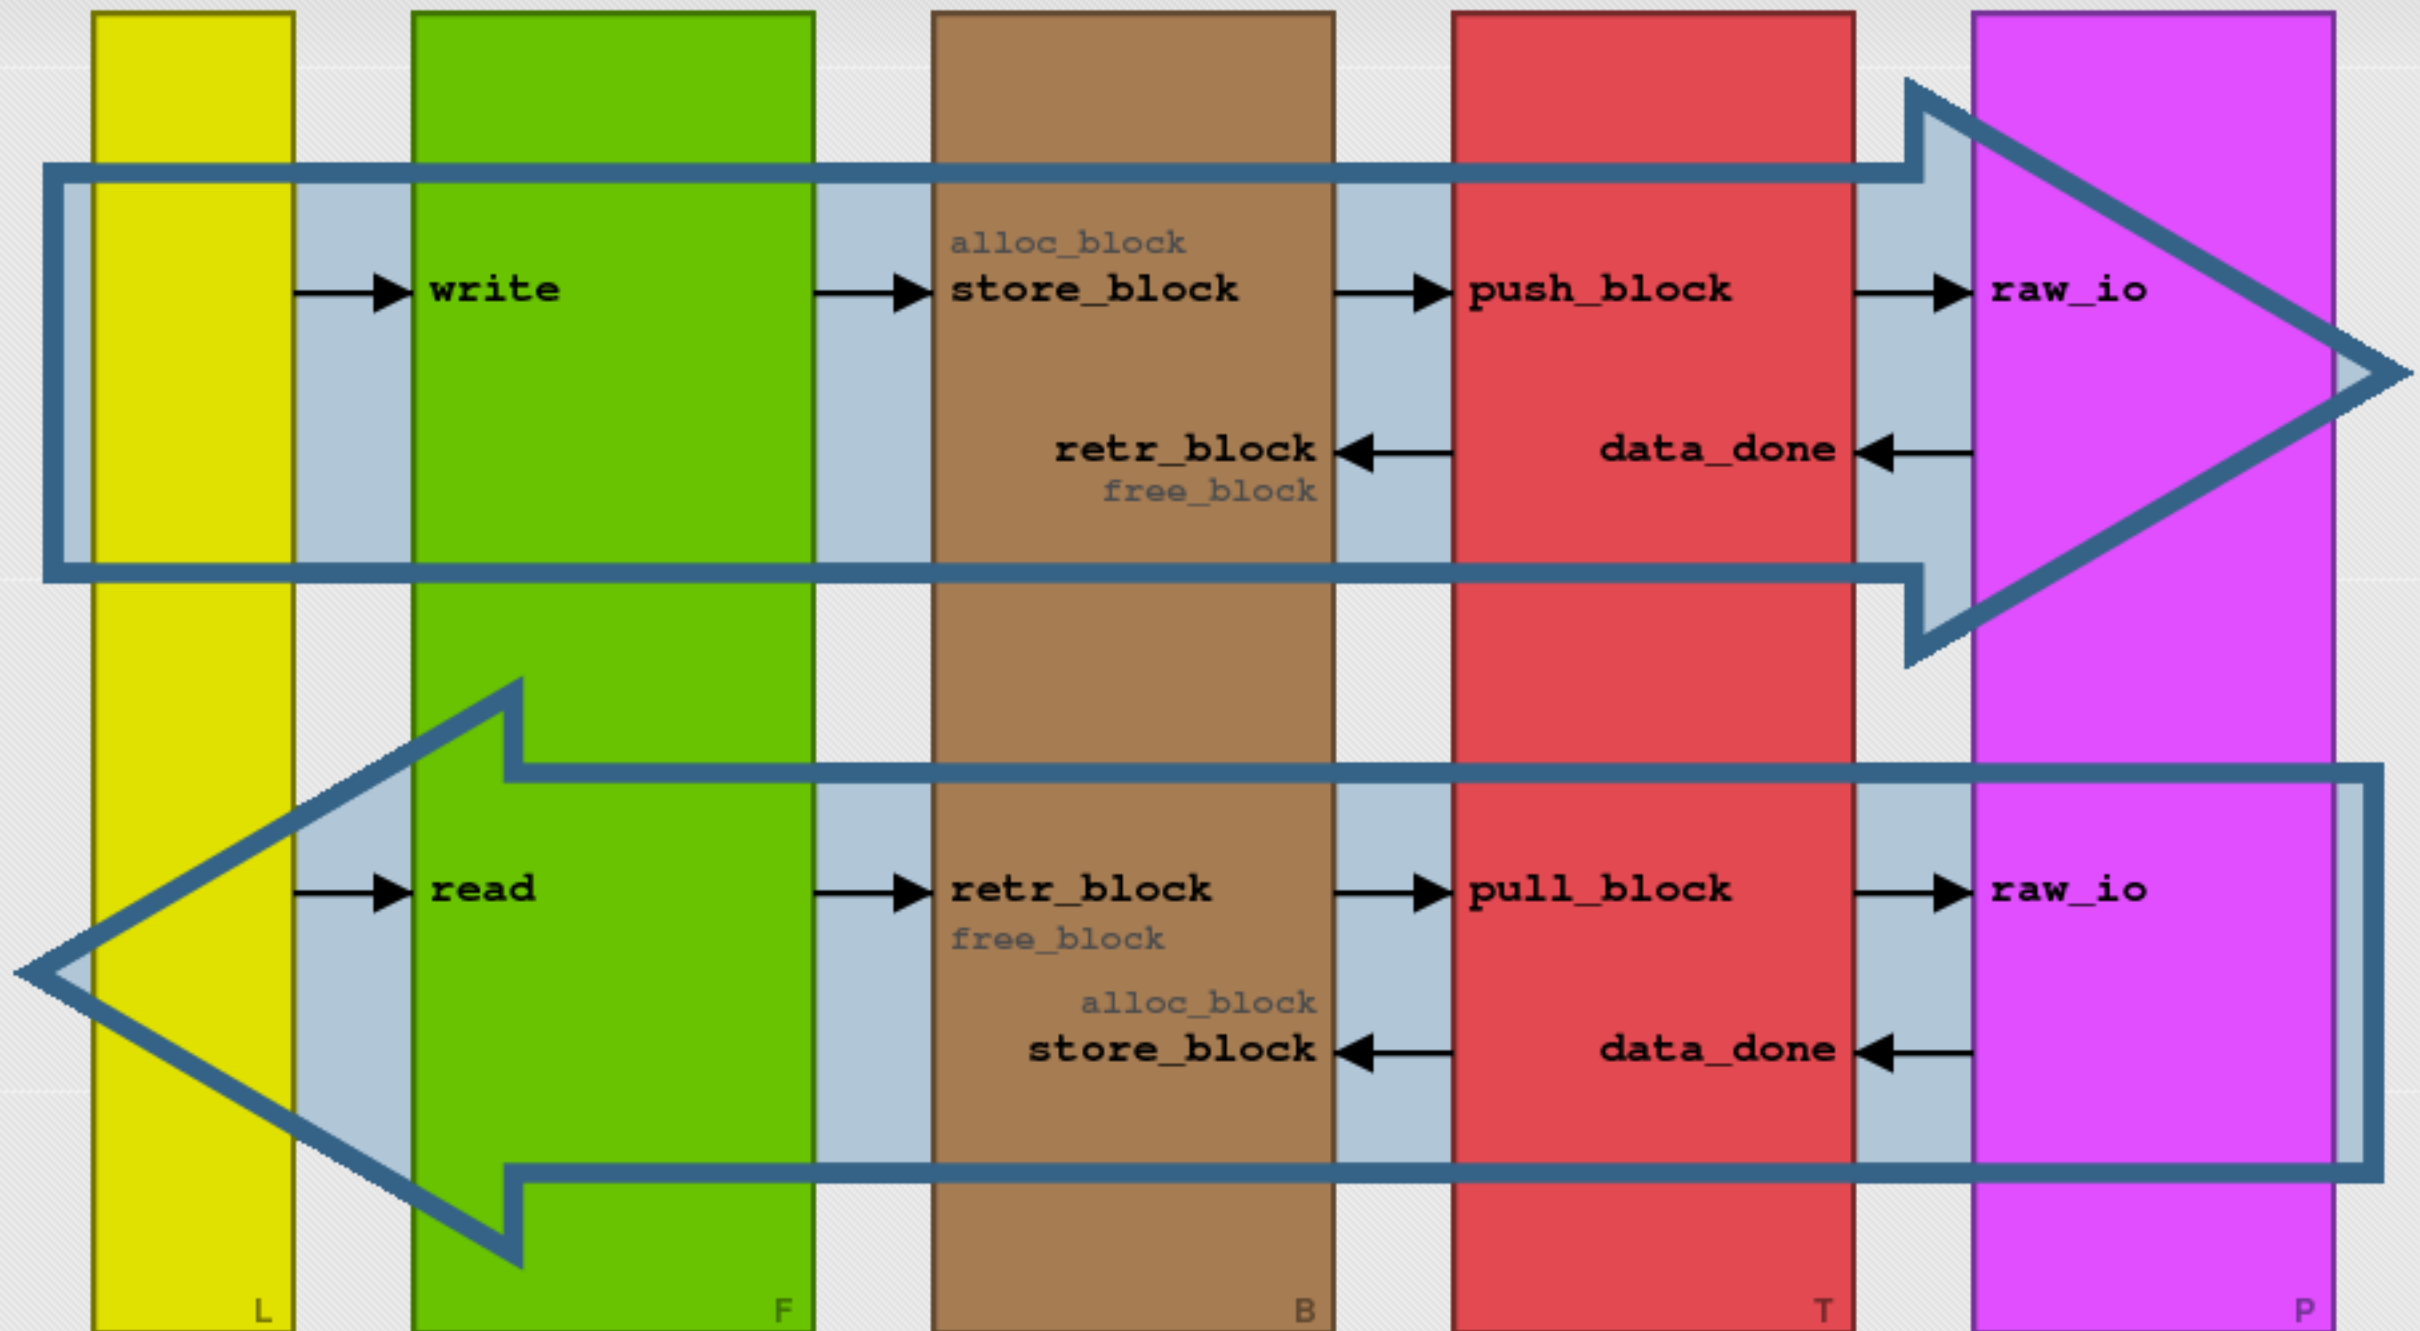 alloc_block
write store_block push_block raw_io
retr_block data_done
free_block
read retr_block pull_block raw_io
free_block
alloc_block
store_block data_done
L F B T P